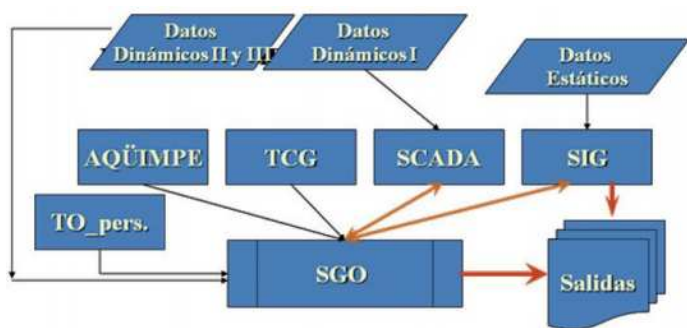 Datos
Dinámicos II y III
Datos
Dinámicos I
Datos
Estáticos
AQÜIMPE
TCG
SCADA
SIG
TO_pers.
SGO
Salidas